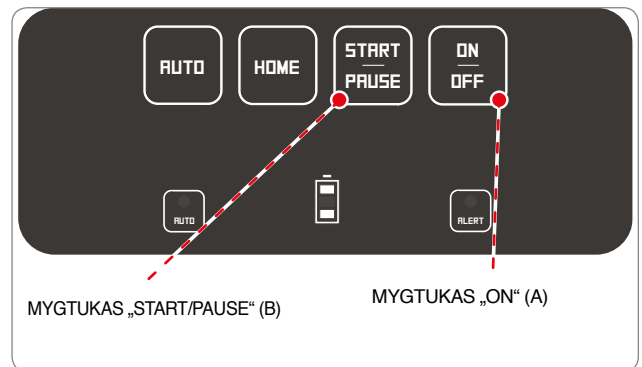 AUTO
HOME
START
PAUSE
ON
OFF
AUTO
ALERT
MYGTUKAS „START/PAUSE“ (B)
MYGTUKAS „ON“ (A)